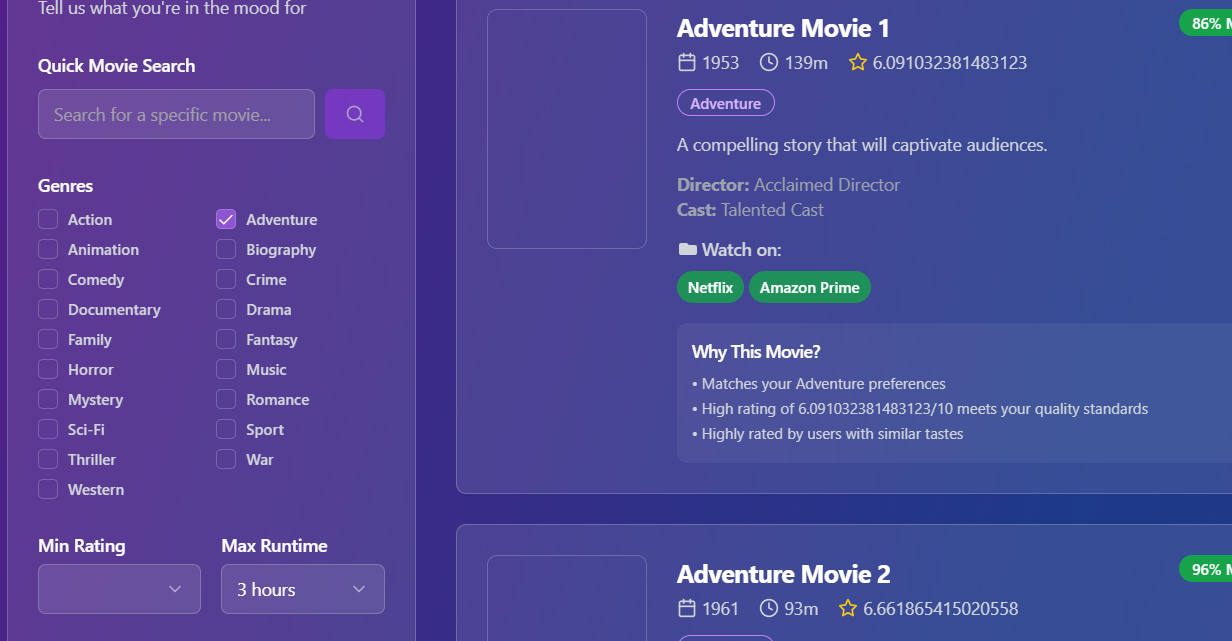 Tell us what you're in the mood for
Quick Movie Search
Search for a specific movie...
Genres
Action
Adventure
Animation
Biography
Comedy
Crime
Documentary
Drama
Family
Fantasy
Horror
Music
Mystery
Romance
Sci-Fi
Sport
Thriller
War
Western
Min Rating
Max Runtime
3 hours
Adventure Movie 1
86% M
1953 139m 6.091032381483123
Adventure
A compelling story that will captivate audiences.
Director: Acclaimed Director
Cast: Talented Cast
Watch on:
Netflix Amazon Prime
Why This Movie?
• Matches your Adventure preferences
• High rating of 6.091032381483123/10 meets your quality standards
• Highly rated by users with similar tastes
Adventure Movie 2
96% M
1961 93m 6.661865415020558